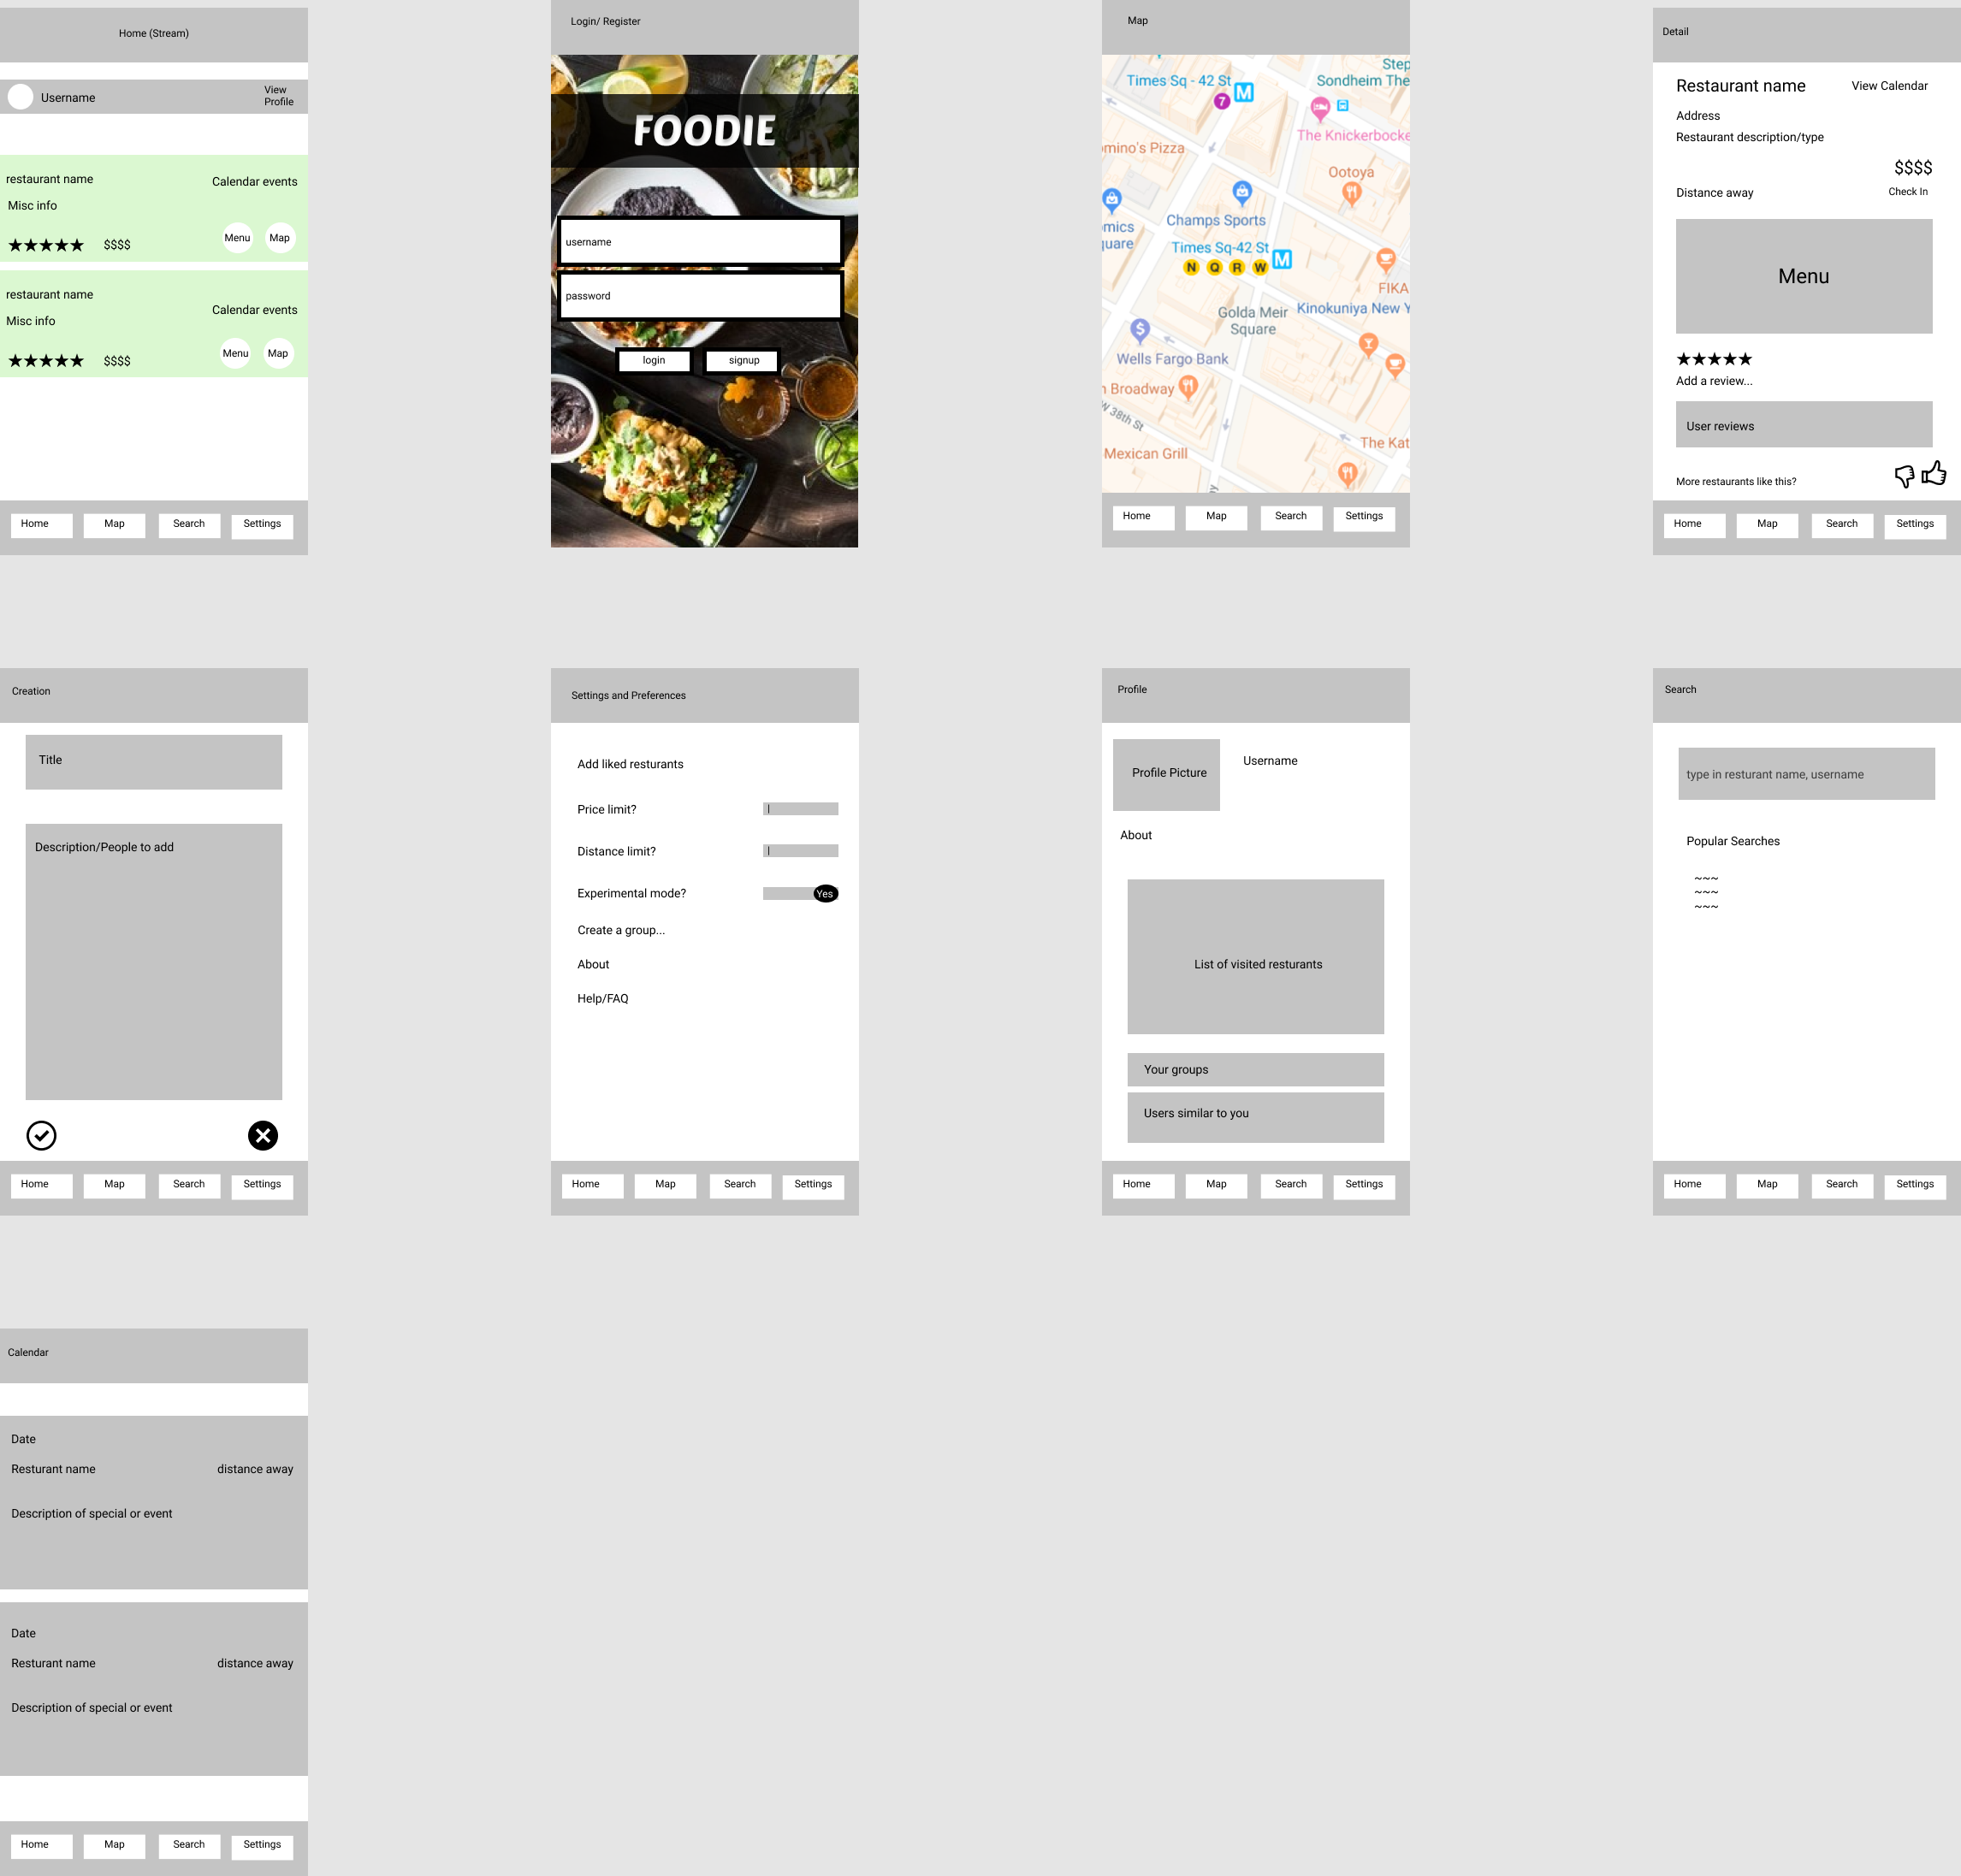 Home (Stream)
Username
View
Profile
restaurant name
Calendar events
Misc info
★★★★★
$$$$
Menu
Map
restaurant name
Calendar events
Misc info
★★★★★
$$$$
Menu
Map
Home
Map
Search
Settings
Login/ Register
FOODIE
username
password
login
signup
Map
Step
Sondheim The
Times Sq - 42 St
M
7
The Knickerbocke
omino's Pizza
Ootoya
Champs Sports
omics
quare
Times Sq-42 St
M
N Q R W
FIKA
Kinokuniya New Y
Golda Meir
Square
$
Wells Fargo Bank
n Broadway
W 38th St
The Kat
Mexican Grill
Home
Map
Search
Settings
Detail
Restaurant name
View Calendar
Address
Restaurant description/type
$$$$
Distance away
Check In
Menu
★★★★★
Add a review...
User reviews
More restaurants like this?
Home
Map
Search
Settings
Creation
Title
Description/People to add
Home
Map
Search
Settings
Settings and Preferences
Add liked resturants
Price limit?
|
Distance limit?
|
Experimental mode?
Yes
Create a group...
About
Help/FAQ
Home
Map
Search
Settings
Profile
Profile Picture
Username
About
List of visited resturants
Your groups
Users similar to you
Home
Map
Search
Settings
Search
type in resturant name, username
Popular Searches
~~~
~~~
~~~
Home
Map
Search
Settings
Calendar
Date
Resturant name
distance away
Description of special or event
Date
Resturant name
distance away
Description of special or event
Home
Map
Search
Settings